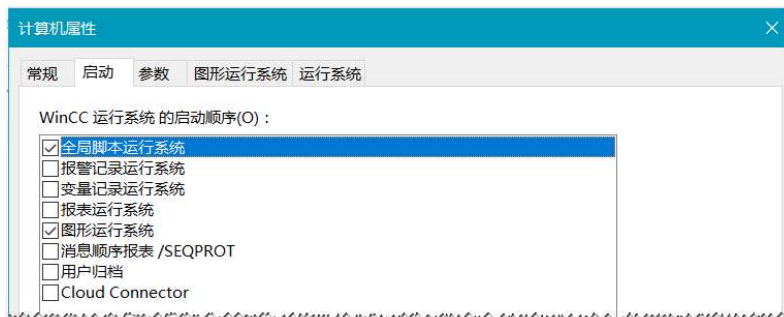 计算机属性
常规 启动 参数 图形运行系统 运行系统
WinCC 运行系统 的启动顺序(O)：
全局脚本运行系统
报警记录运行系统
变量记录运行系统
报表运行系统
图形运行系统
消息顺序报表 /SEQPROT
用户归档
Cloud Connector